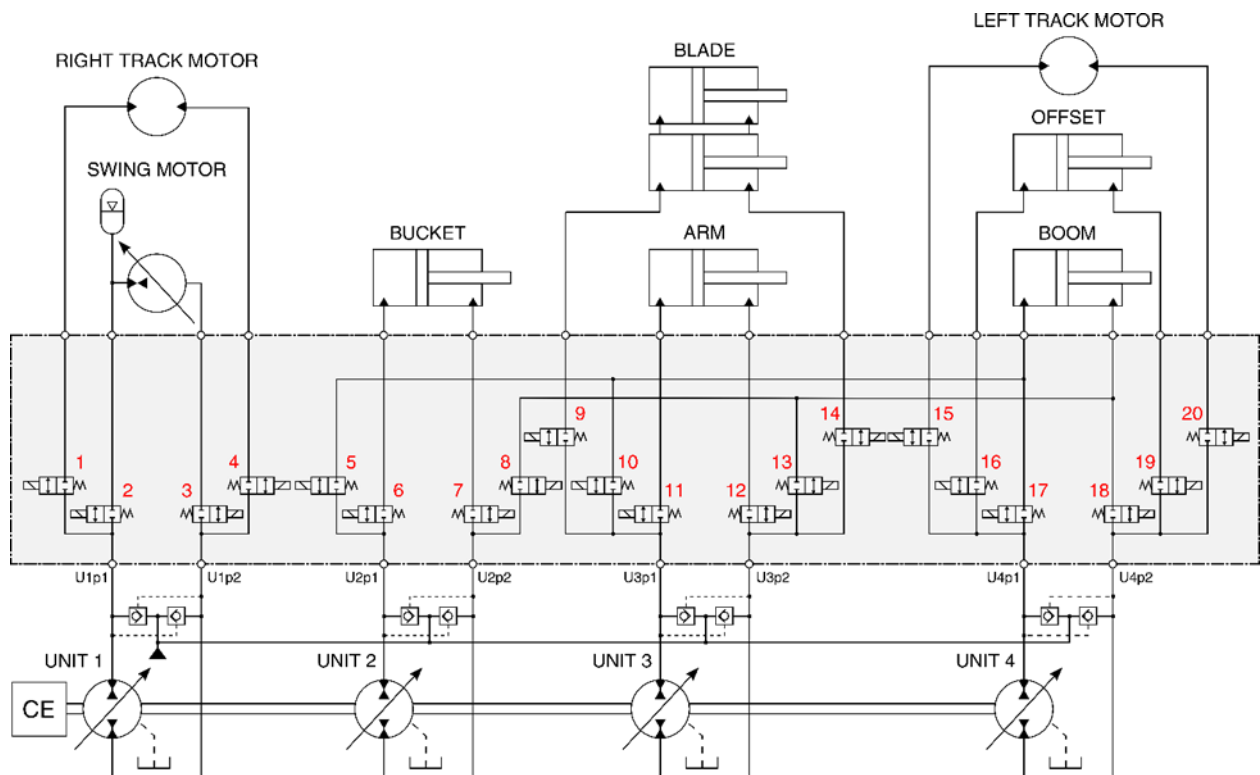 LEFT TRACK MOTOR
BLADE
RIGHT TRACK MOTOR
OFFSET
SWING MOTOR
BUCKET
ARM
BOOM
9
14
15
20
1
4
5
8
10
13
16
19
2
3
6
7
11
12
17
18
U1p1
U1p2
U2p1
U2p2
U3p1
U3p2
U4p1
U4p2
UNIT 1
UNIT 2
UNIT 3
UNIT 4
CE